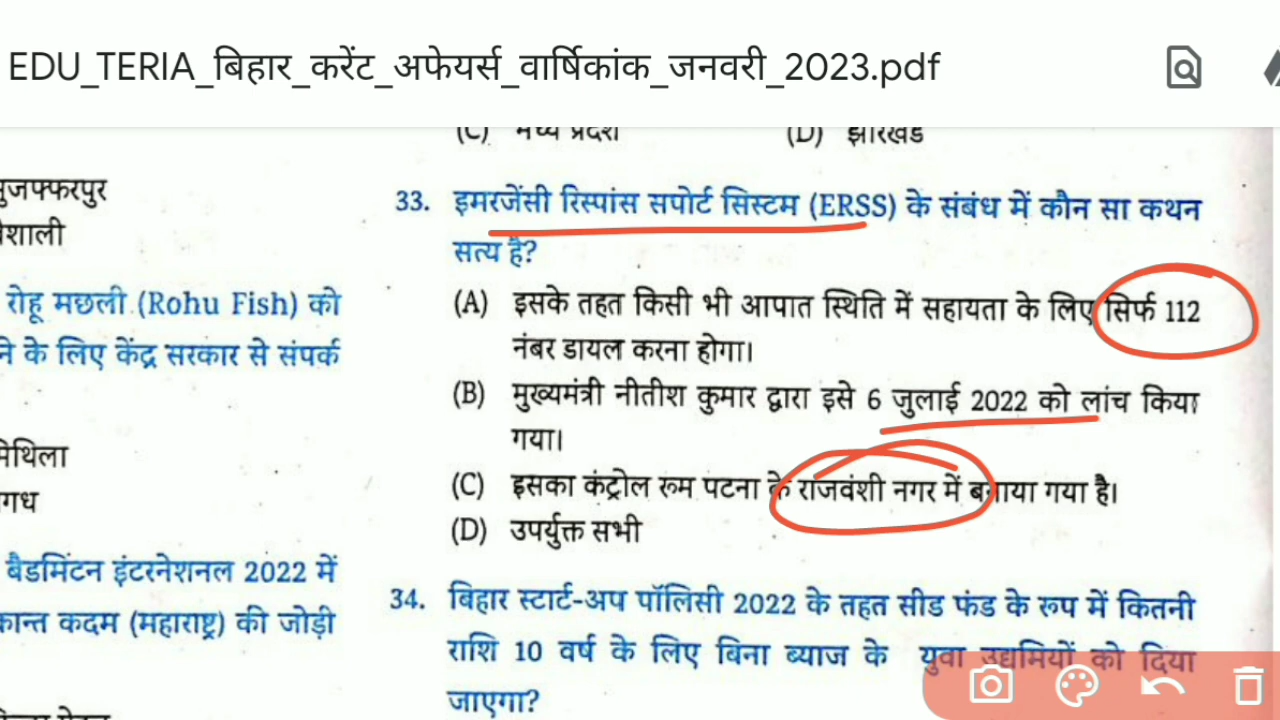 EDU_TERIA_बिहार_करेंट_अफेयर्स_वार्षिकांक_जनवरी_2023.pdf
(C) मध्य प्रदेश (D) झारखंड
मुजफ्फरपुर
वैशाली
रोहू मछली (Rohu Fish) को
ने के लिए केंद्र सरकार से संपर्क
मिथिला
मगध
बैडमिंटन इंटरनेशनल 2022 में
कान्त कदम (महाराष्ट्र) की जोड़ी
33. इमरजेंसी रिस्पांस सपोर्ट सिस्टम (ERSS) के संबंध में कौन सा कथन
सत्य है?
(A) इसके तहत किसी भी आपात स्थिति में सहायता के लिए सिर्फ 112
नंबर डायल करना होगा।
(B) मुख्यमंत्री नीतीश कुमार द्वारा इसे 6 जुलाई 2022 को लांच किया
गया।
(C) इसका कंट्रोल रूम पटना के राजवंशी नगर में बनाया गया है।
(D) उपर्युक्त सभी
34. बिहार स्टार्ट-अप पॉलिसी 2022 के तहत सीड फंड के रूप में कितनी
राशि 10 वर्ष के लिए बिना ब्याज के युवा उद्यमियों को दिया
जाएगा?